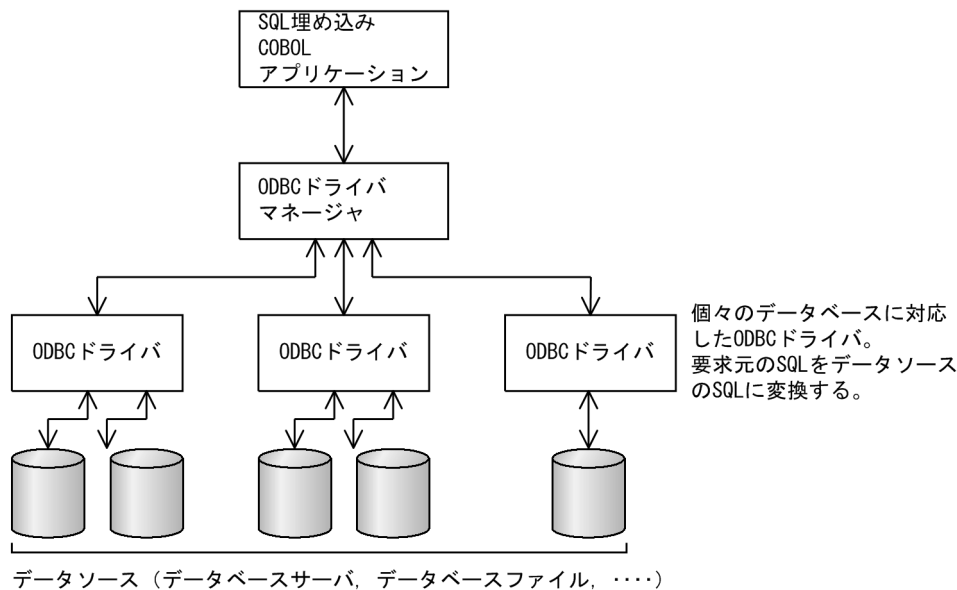 SQL埋め込み
COBOL
アプリケーション
ODBCドライバ
マネージャ
ODBCドライバ
ODBCドライバ
ODBCドライバ
個々のデータベースに対応
したODBCドライバ。
要求元のSQLをデータソース
のSQLに変換する。
データソース（データベースサーバ，データベースファイル，････）